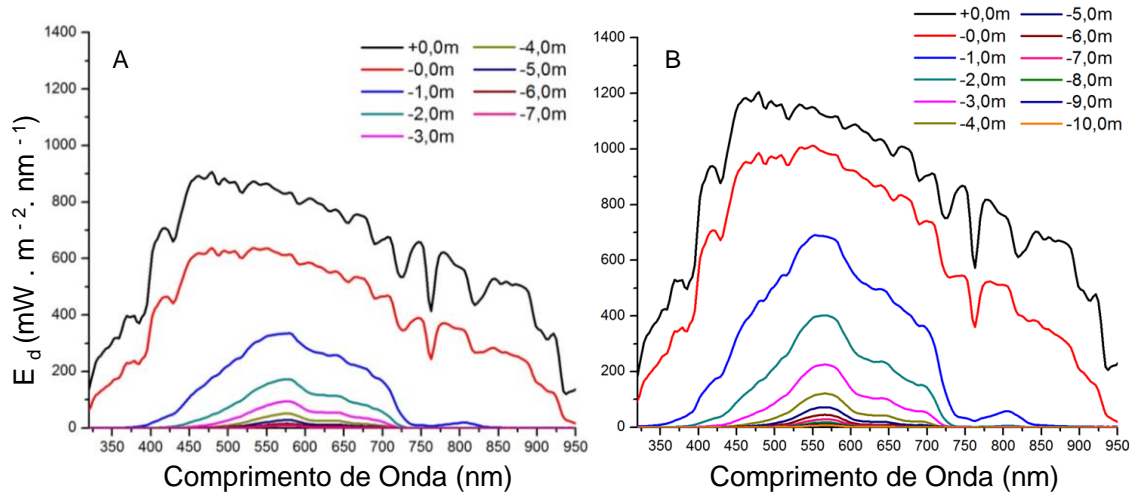 A
1400
1200
1000
800
600
400
200
0
E_d (mW . m^-2 . nm^-1)
+0,0m
-0,0m
-1,0m
-2,0m
-3,0m
-4,0m
-5,0m
-6,0m
-7,0m
350 400 450 500 550 600 650 700 750 800 850 900 950
Comprimento de Onda (nm)
B
1400
1200
1000
800
600
400
200
0
+0,0m
-0,0m
-1,0m
-2,0m
-3,0m
-4,0m
-5,0m
-6,0m
-7,0m
-8,0m
-9,0m
-10,0m
350 400 450 500 550 600 650 700 750 800 850 900 950
Comprimento de Onda (nm)